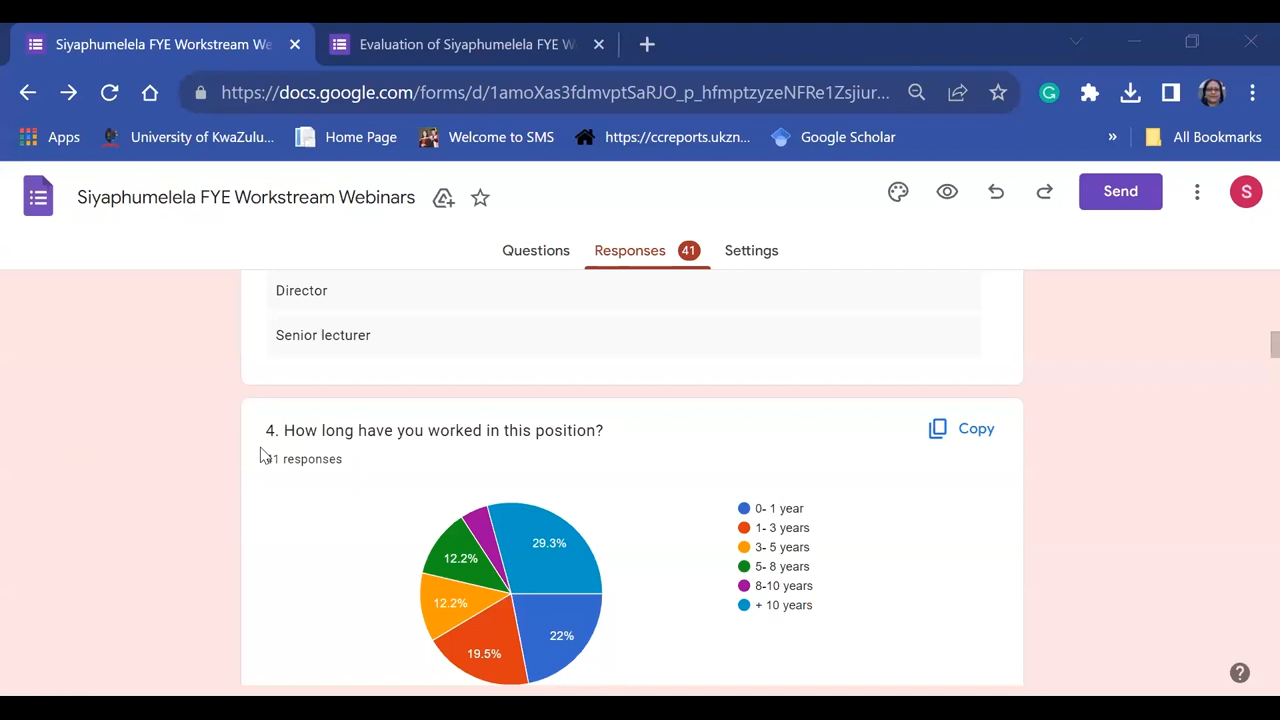 Siyaphumelela FYE Workstream We
Evaluation of Siyaphumelela FYE W
https://docs.google.com/forms/d/1amoXas3fdmvptSaRJO_p_hfmptzyzeNFRe1Zsjiur...
Apps
University of KwaZulu...
Home Page
Welcome to SMS
https://ccreports.ukzn...
Google Scholar
»
All Bookmarks
Siyaphumelela FYE Workstream Webinars
Send
S
Questions
Responses 41
Settings
Director
Senior lecturer
4. How long have you worked in this position?
Copy
41 responses
29.3%
12.2%
12.2%
19.5%
22%
0- 1 year
1- 3 years
3- 5 years
5- 8 years
8-10 years
+ 10 years